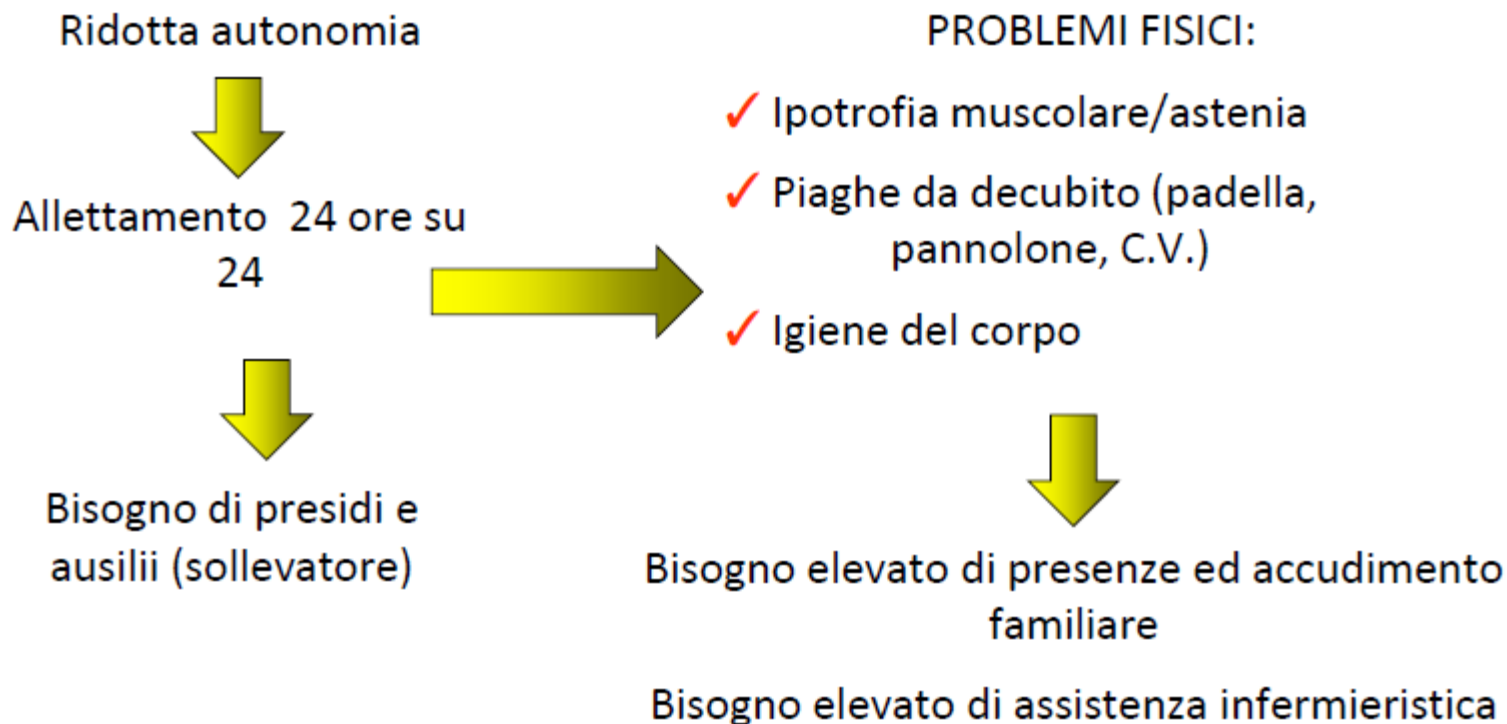 Ridotta autonomia
Allettamento 24 ore su
24
Bisogno di presidi e
ausilii (sollevatore)
PROBLEMI FISICI:
✓ Ipotrofia muscolare/astenia
✓ Piaghe da decubito (padella,
pannolone, C.V.)
✓ Igiene del corpo
Bisogno elevato di presenze ed accudimento
familiare
Bisogno elevato di assistenza infermieristica